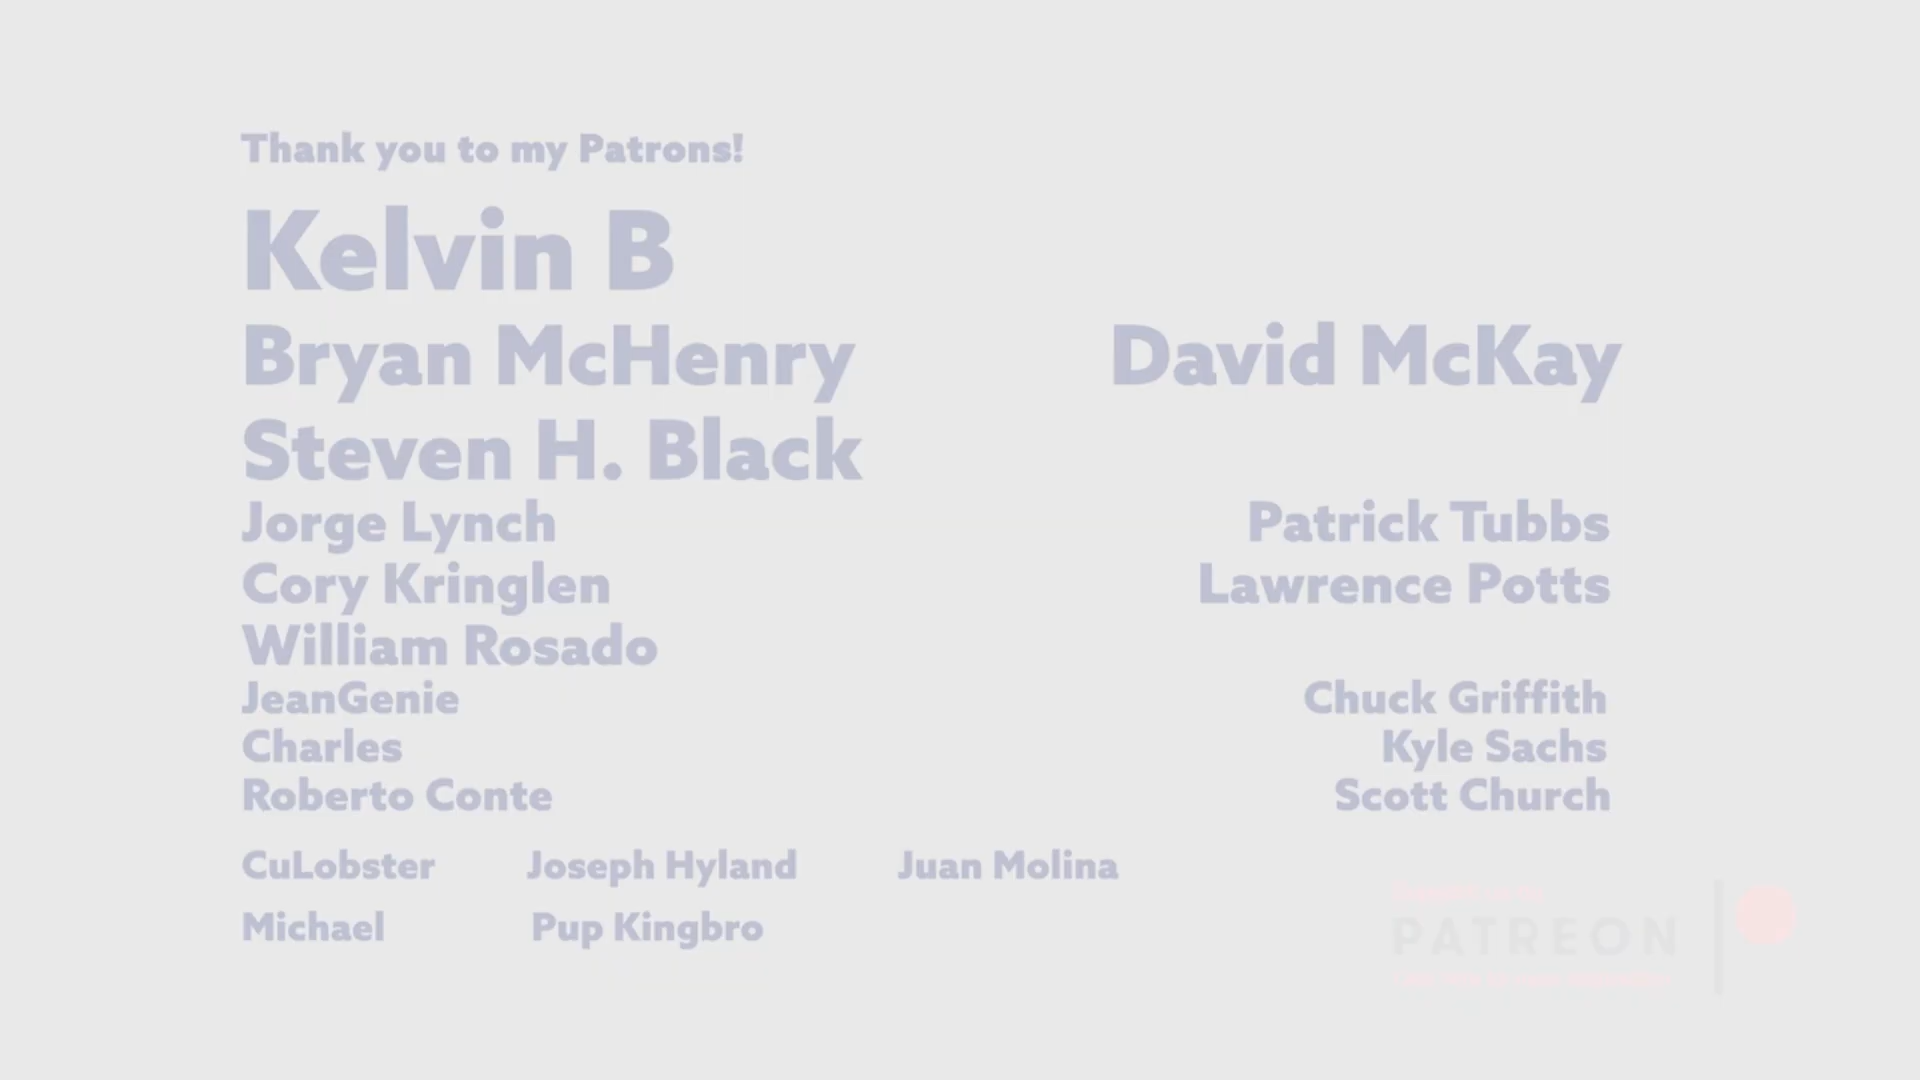 Thank you to my Patrons!
Kelvin B
Bryan McHenry David McKay
Steven H. Black
Jorge Lynch Patrick Tubbs
Cory Kringlen Lawrence Potts
William Rosado
JeanGenie Chuck Griffith
Charles Kyle Sachs
Roberto Conte Scott Church
CuLobster Joseph Hyland Juan Molina
Michael Pup Kingbro
PATREON